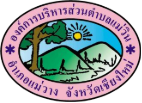 องค์การบริหารส่วนตำบลแม่วิน
อำเภอแม่วาง จังหวัดเชียงใหม่